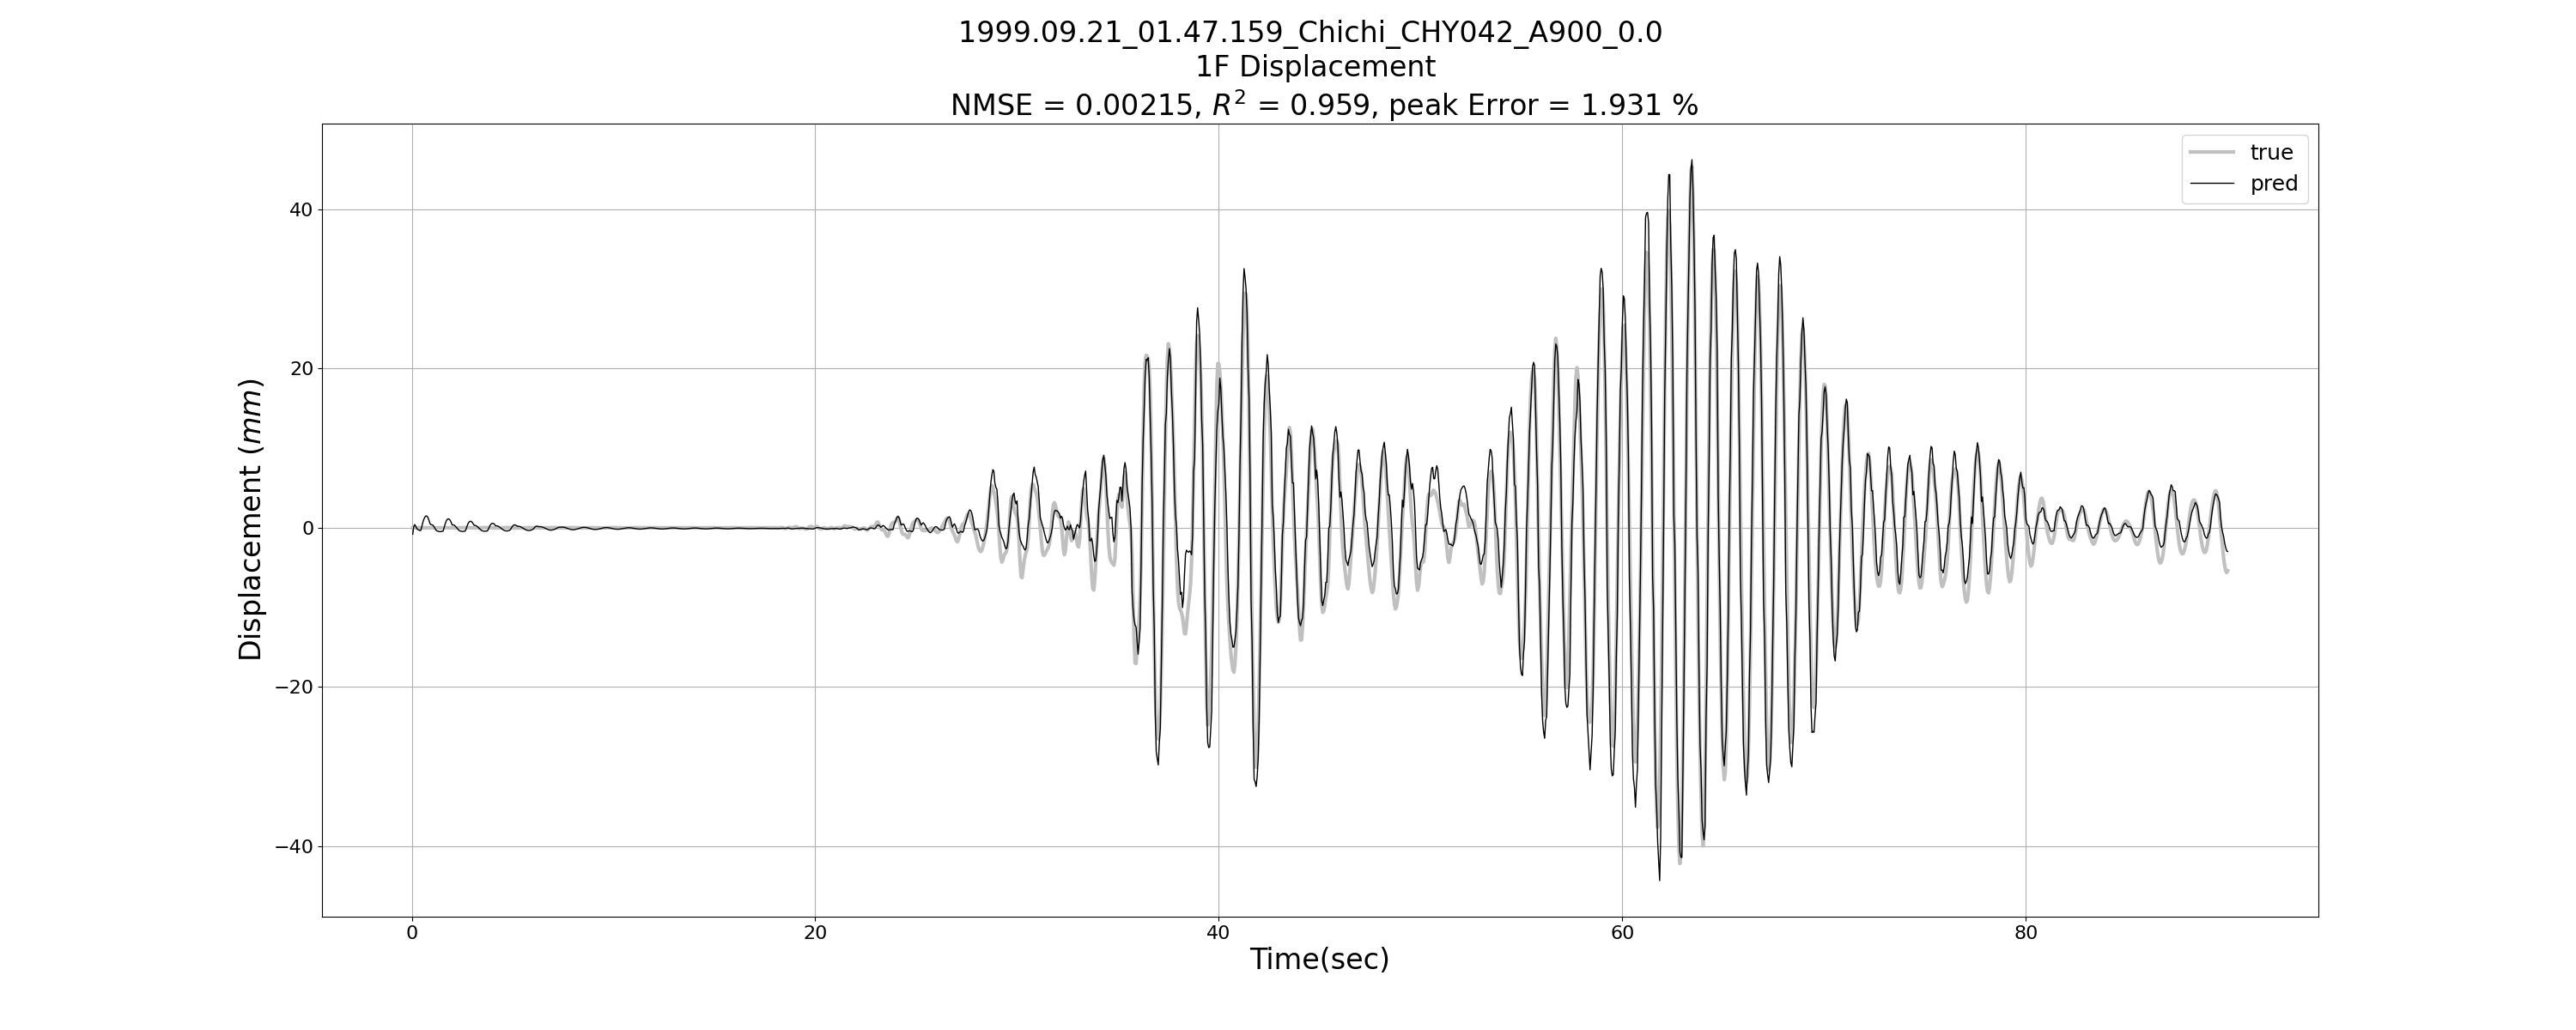 1999.09.21_01.47.159_Chichi_CHY042_A900_0.0
1F Displacement
NMSE = 0.00215, R² = 0.959, peak Error = 1.931 %
true
pred
40
20
0
−20
−40
Displacement (mm)
0
20
40
60
80
Time(sec)